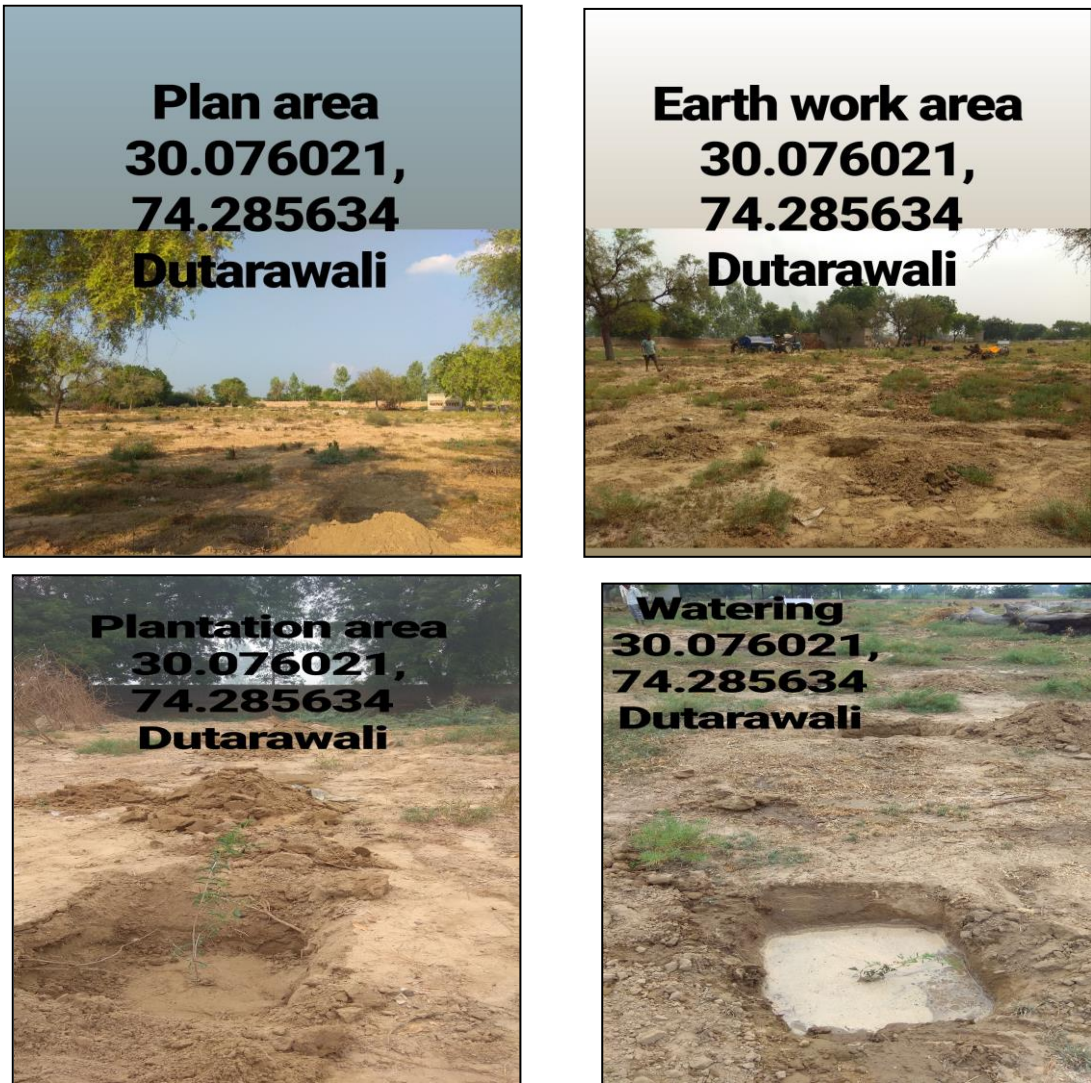 Plan area
30.076021,
74.285634
Dutarawali
Earth work area
30.076021,
74.285634
Dutarawali
Plantation area
30.076021,
74.285634
Dutarawali
Watering
30.076021,
74.285634
Dutarawali